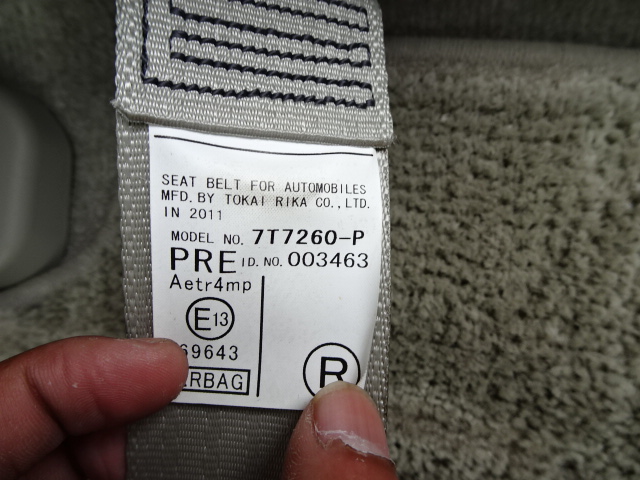 SEAT BELT FOR AUTOMOBILES
MFD. BY TOKAI RIKA CO., LTD.
IN 2011
MODEL NO. 7T7260-P
PRE I D. NO. 003463
Aetr4mp
E13
69643
RBAG
R